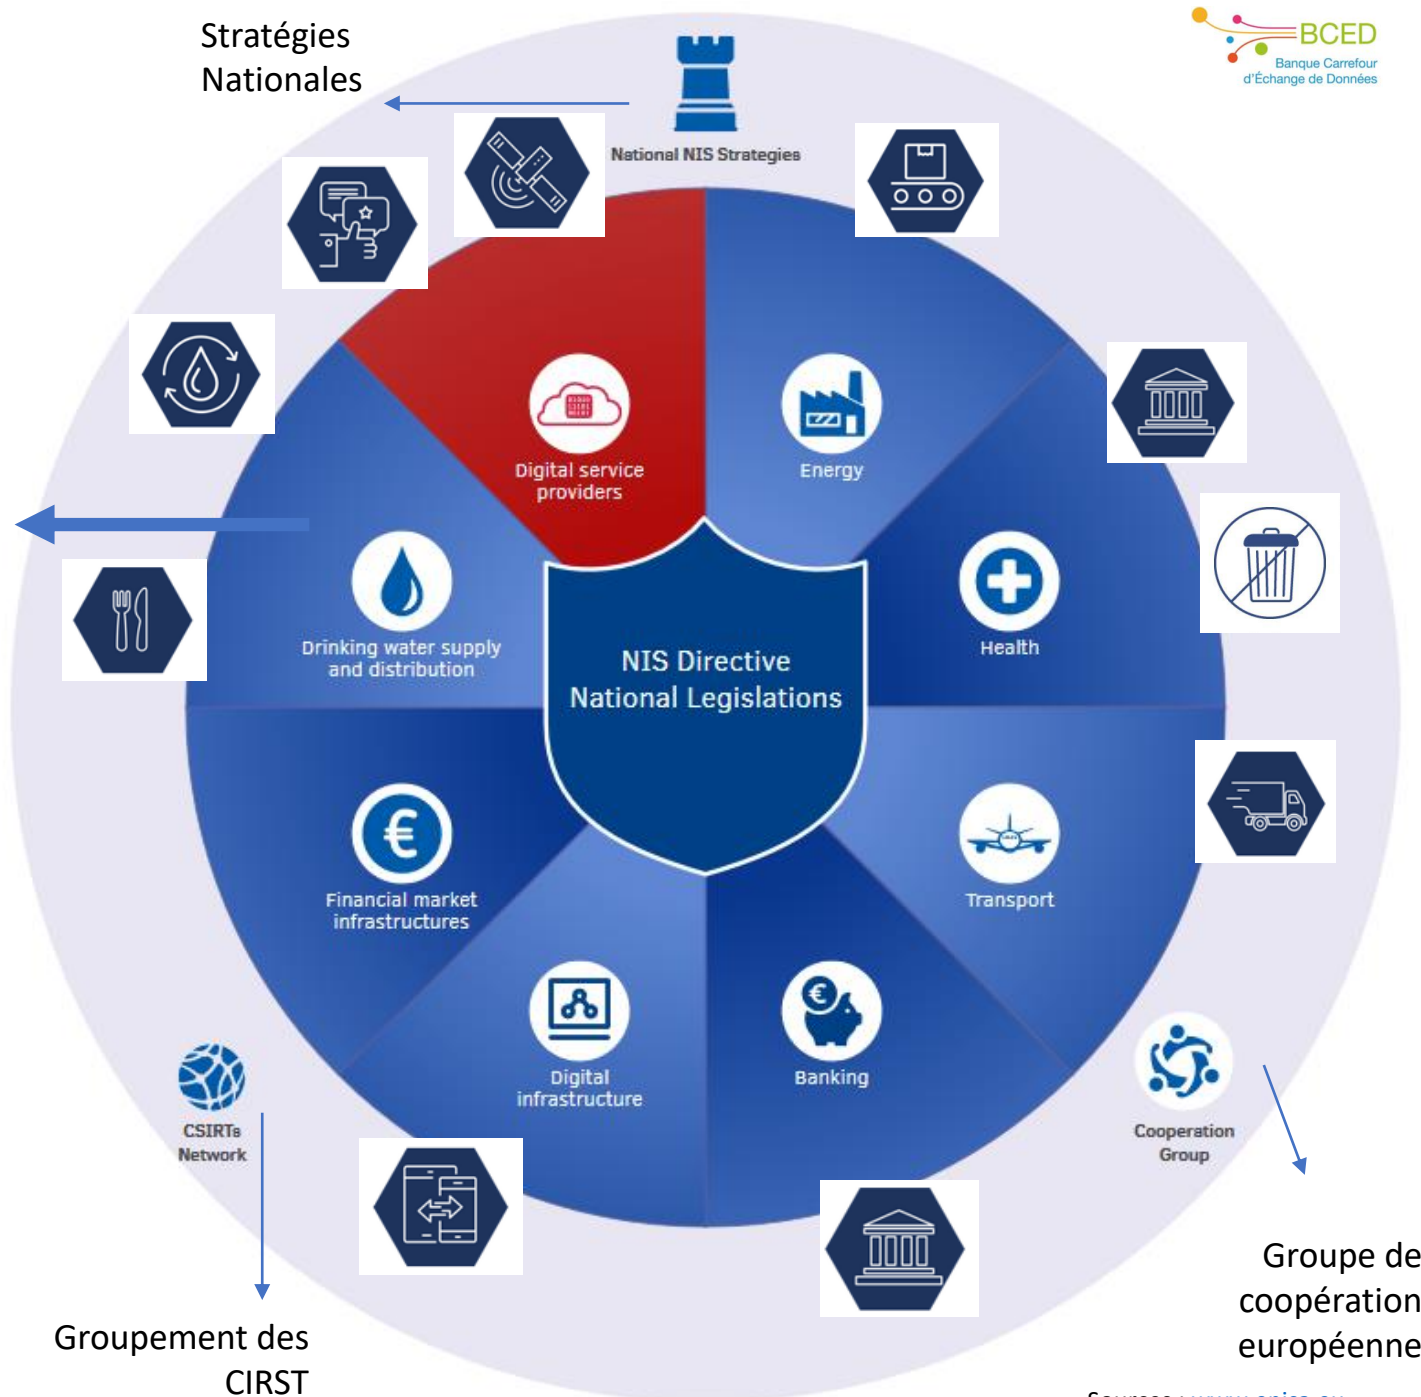 Stratégies
Nationales
BCED
Banque Carrefour
d'Échange de Données
National NIS Strategies
Digital service
providers
Energy
Drinking water supply
and distribution
Health
NIS Directive
National Legislations
Financial market
infrastructures
Transport
Digital
infrastructure
Banking
CSIRTs
Network
Cooperation
Group
Groupement des
CIRST
Groupe de
coopération
européenne